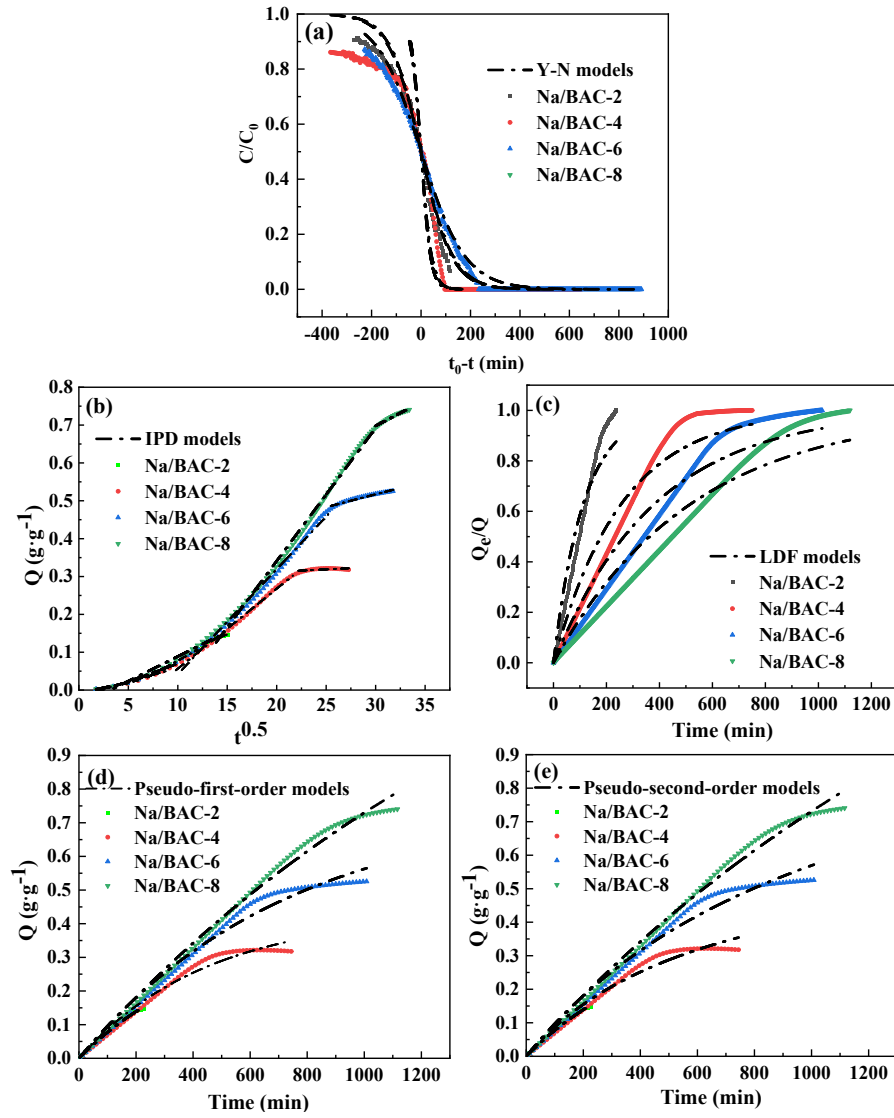 (a)
Y-N models
Na/BAC-2
Na/BAC-4
Na/BAC-6
Na/BAC-8
C/C₀
1.0
0.8
0.6
0.4
0.2
0.0
-400 -200 0 200 400 600 800 1000
t₀-t (min)
(b)
IPD models
Na/BAC-2
Na/BAC-4
Na/BAC-6
Na/BAC-8
Q (g·g⁻¹)
0.8
0.7
0.6
0.5
0.4
0.3
0.2
0.1
0.0
0 5 10 15 20 25 30 35
t⁰·⁵
(c)
LDF models
Na/BAC-2
Na/BAC-4
Na/BAC-6
Na/BAC-8
Qₑ/Q
1.0
0.8
0.6
0.4
0.2
0.0
0 200 400 600 800 1000 1200
Time (min)
(d)
Pseudo-first-order models
Na/BAC-2
Na/BAC-4
Na/BAC-6
Na/BAC-8
Q (g·g⁻¹)
0.9
0.8
0.7
0.6
0.5
0.4
0.3
0.2
0.1
0.0
0 200 400 600 800 1000 1200
Time (min)
(e)
Pseudo-second-order models
Na/BAC-2
Na/BAC-4
Na/BAC-6
Na/BAC-8
Q (g·g⁻¹)
0.9
0.8
0.7
0.6
0.5
0.4
0.3
0.2
0.1
0.0
0 200 400 600 800 1000 1200
Time (min)